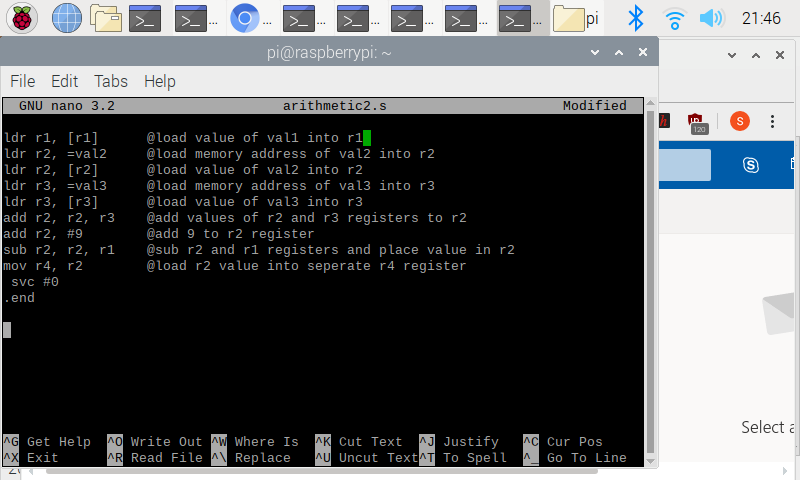 ... ... ... ... ... ... pi 21:46
pi@raspberrypi: ~
File Edit Tabs Help
GNU nano 3.2 arithmetic2.s Modified
ldr r1, [r1] @load value of val1 into r1
ldr r2, =val2 @load memory address of val2 into r2
ldr r2, [r2] @load value of val2 into r2
ldr r3, =val3 @load memory address of val3 into r3
ldr r3, [r3] @load value of val3 into r3
add r2, r2, r3 @add values of r2 and r3 registers to r2
add r2, #9 @add 9 to r2 register
sub r2, r2, r1 @sub r2 and r1 registers and place value in r2
mov r4, r2 @load r2 value into seperate r4 register
svc #0
.end
^G Get Help ^O Write Out ^W Where Is ^K Cut Text ^J Justify ^C Cur Pos
^X Exit ^R Read File ^\ Replace ^U Uncut Text ^T To Spell ^_ Go To Line
120
S
Select a